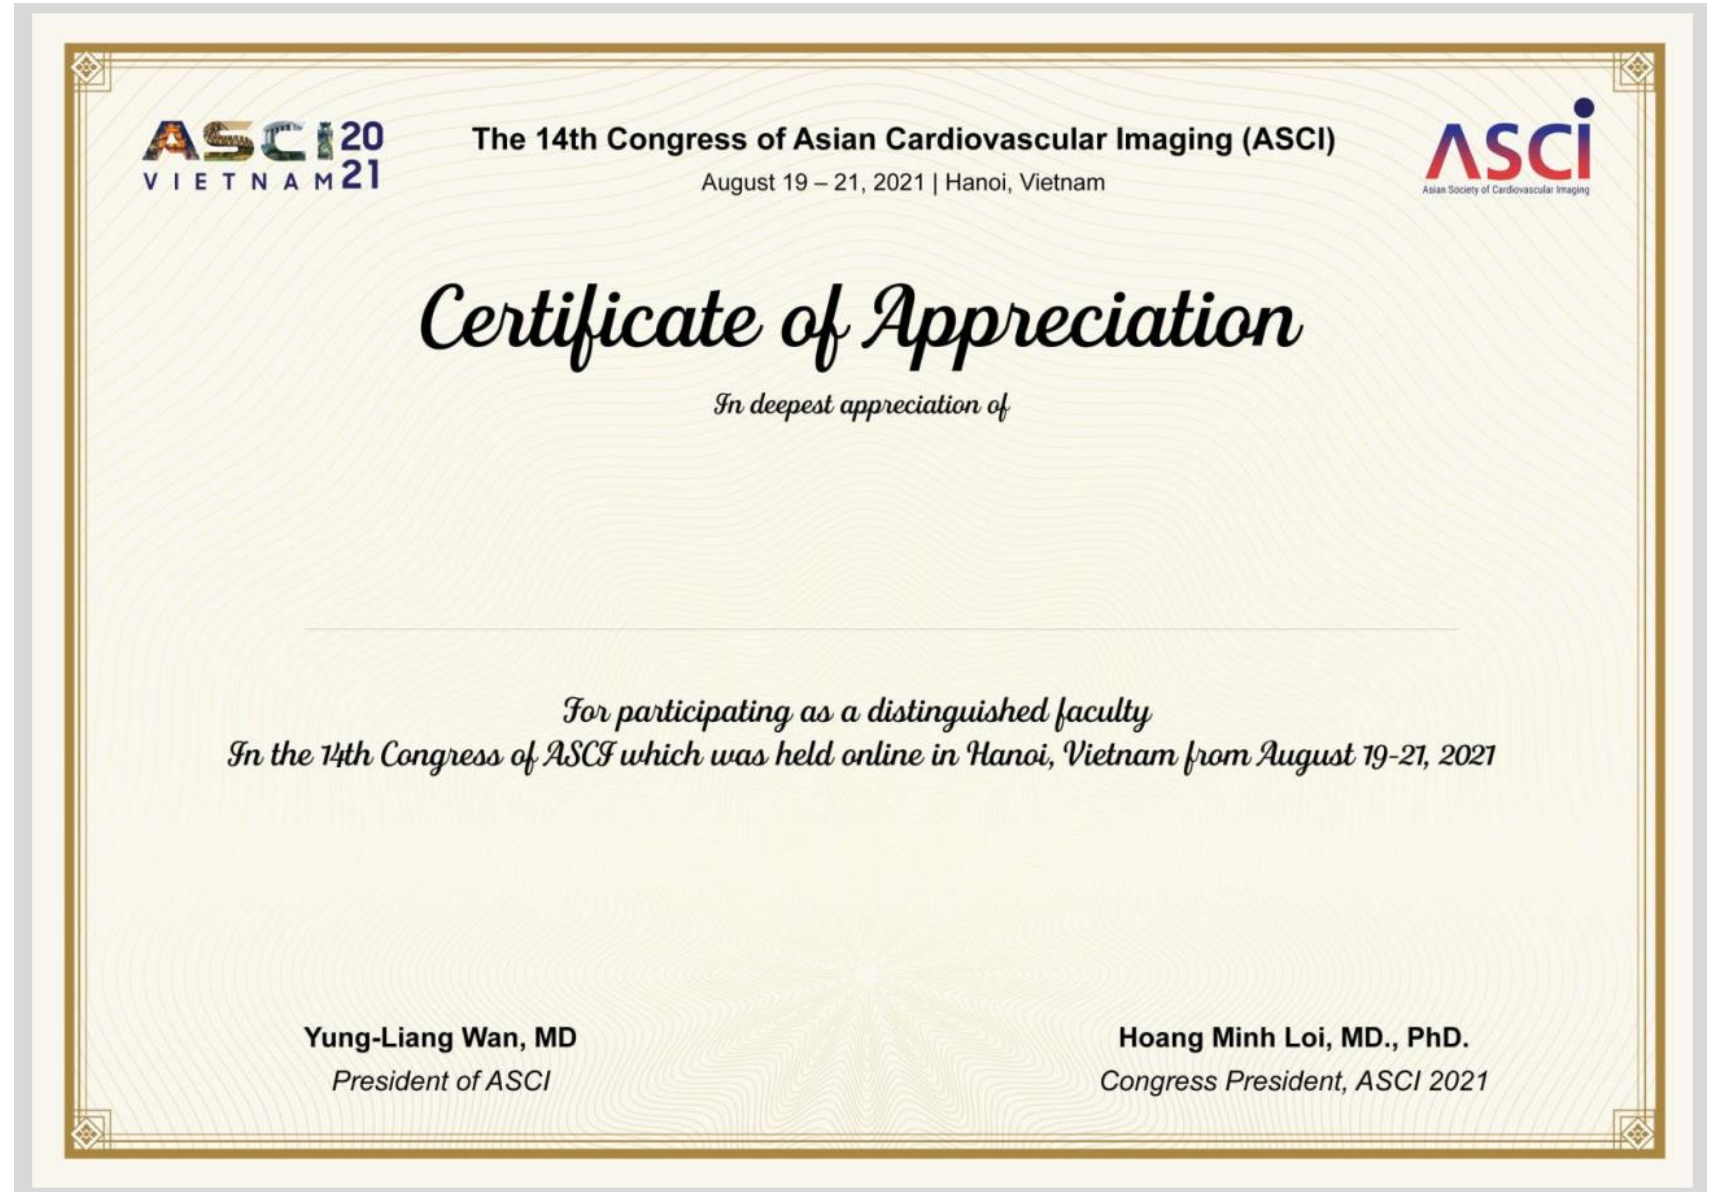 ASCI 2021
VIETNAM
The 14th Congress of Asian Cardiovascular Imaging (ASCI)
August 19 – 21, 2021 | Hanoi, Vietnam
ASCI
Asian Society of Cardiovascular Imaging
Certificate of Appreciation
In deepest appreciation of
For participating as a distinguished faculty
In the 14th Congress of ASCI which was held online in Hanoi, Vietnam from August 19-21, 2021
Yung-Liang Wan, MD
President of ASCI
Hoang Minh Loi, MD., PhD.
Congress President, ASCI 2021